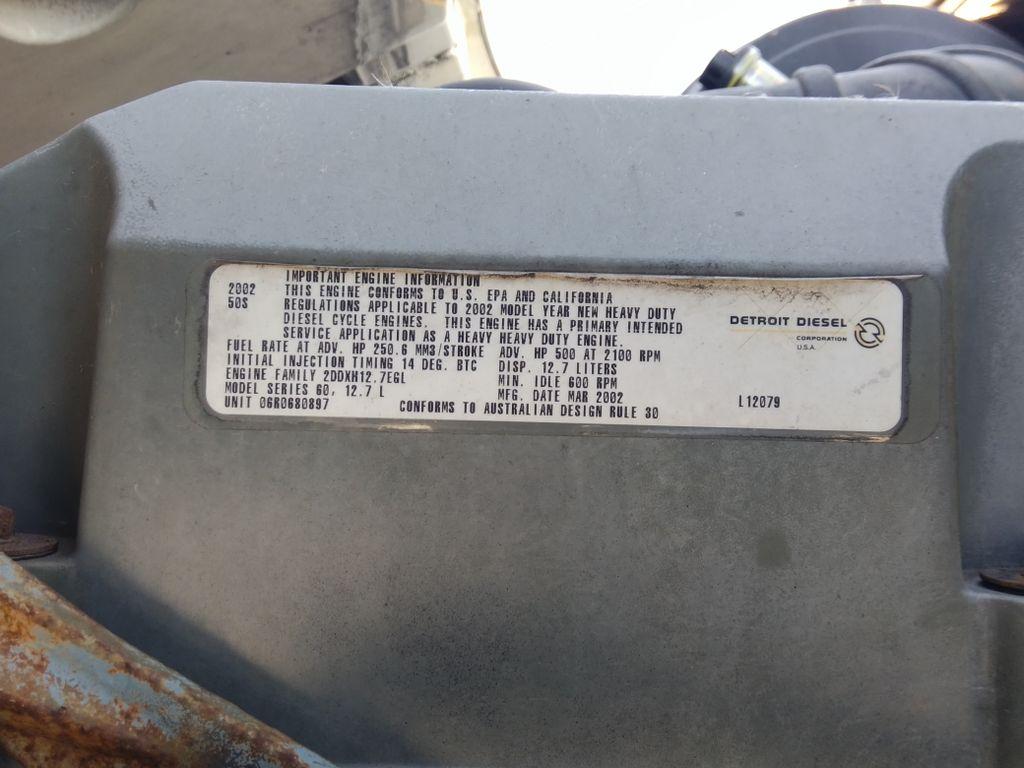 IMPORTANT ENGINE INFORMATION
2002 THIS ENGINE CONFORMS TO U.S. EPA AND CALIFORNIA
50S REGULATIONS APPLICABLE TO 2002 MODEL YEAR NEW HEAVY DUTY
DIESEL CYCLE ENGINES. THIS ENGINE HAS A PRIMARY INTENDED
SERVICE APPLICATION AS A HEAVY HEAVY DUTY ENGINE.
FUEL RATE AT ADV. HP 250.6 MM3/STROKE ADV. HP 500 AT 2100 RPM
INITIAL INJECTION TIMING 14 DEG. BTC DISP. 12.7 LITERS
ENGINE FAMILY 2DDXH12.7EGL MIN. IDLE 600 RPM
MODEL SERIES 60, 12.7 L MFG. DATE MAR 2002
UNIT 06R0680897 CONFORMS TO AUSTRALIAN DESIGN RULE 30
L12079
DETROIT DIESEL
CORPORATION
U.S.A.